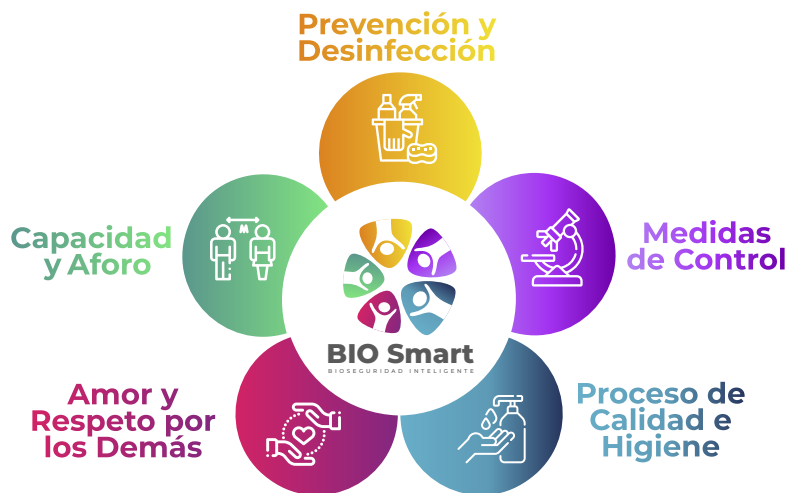 Prevención y
Desinfección
Capacidad
y Aforo
Medidas
de Control
BIO Smart
BIOSEGURIDAD INTELIGENTE
Amor y
Respeto por
los Demás
Proceso de
Calidad e
Higiene